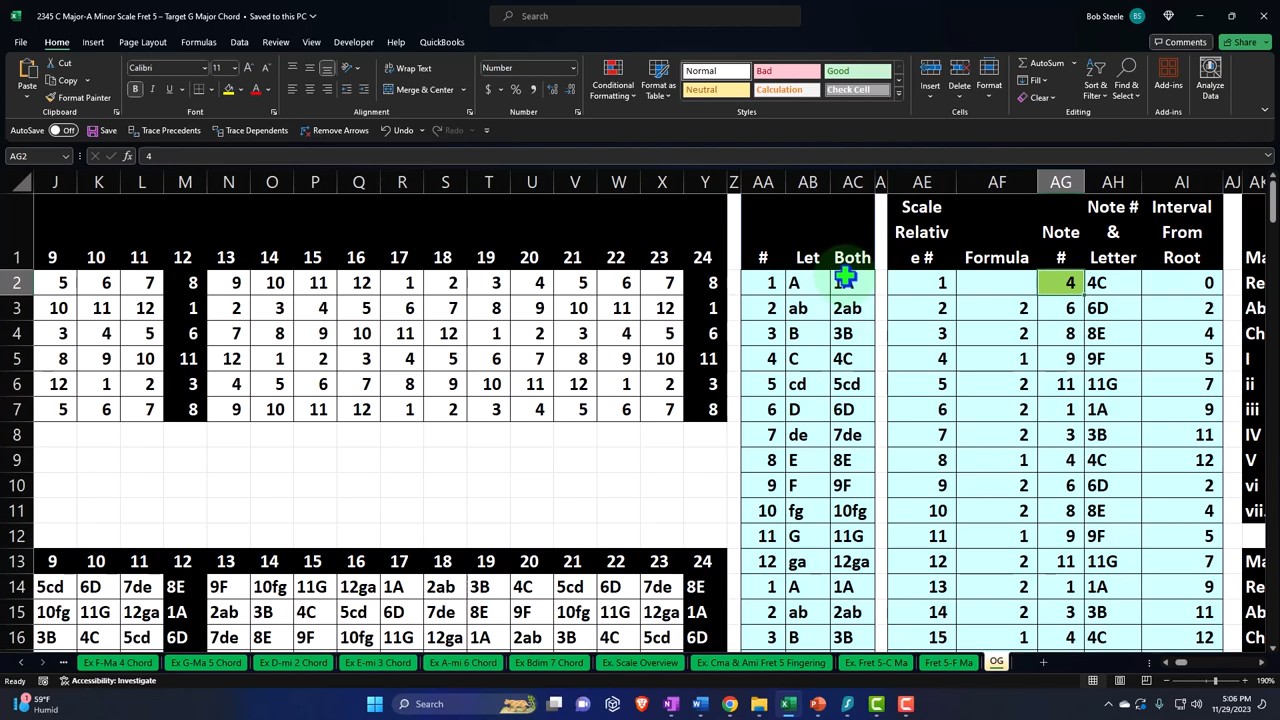 2345 C Major-A Minor Scale Fret 5 – Target G Major Chord • Saved to this PC
Search
Bob Steele BS
File Home Insert Page Layout Formulas Data Review View Developer Help QuickBooks Comments Share
Cut
Copy
Format Painter
Paste
Clipboard
Calibri 11
Font
Wrap Text
Merge & Center
Alignment
Number
Number
Conditional Formatting
Format as Table
Normal Bad Good
Neutral Calculation Check Cell
Styles
Insert Delete Format
Cells
AutoSum
Fill
Clear
Sort & Filter
Find & Select
Editing
Add-ins
Add-ins
Analyze Data
AutoSave Off Save Trace Precedents Trace Dependents Remove Arrows Undo Redo
AG2 fx 4
J K L M N O P Q R S T U V W X Y Z AA AB AC A AE AF AG AH AI AJ AK
1 9 10 11 12 13 14 15 16 17 18 19 20 21 22 23 24 # Let Both Scale Relativ e # Formula Note # Note # & Letter Interval From Root Ma
2 5 6 7 8 9 10 11 12 1 2 3 4 5 6 7 8 1 A 1A 1 4 4C 0 Re
3 10 11 12 1 2 3 4 5 6 7 8 9 10 11 12 1 2 ab 2ab 2 2 6 6D 2 Ab
4 3 4 5 6 7 8 9 10 11 12 1 2 3 4 5 6 3 B 3B 3 2 8 8E 4 Ch
5 8 9 10 11 12 1 2 3 4 5 6 7 8 9 10 11 4 C 4C 4 1 9 9F 5 I
6 12 1 2 3 4 5 6 7 8 9 10 11 12 1 2 3 5 cd 5cd 5 2 11 11G 7 ii
7 5 6 7 8 9 10 11 12 1 2 3 4 5 6 7 8 6 D 6D 6 2 1 1A 9 iii
8 7 de 7de 7 2 3 3B 11 IV
9 8 E 8E 8 1 4 4C 12 V
10 9 F 9F 9 2 6 6D 2 vi
11 10 fg 10fg 10 2 8 8E 4 vii.
12 11 G 11G 11 1 9 9F 5
13 9 10 11 12 13 14 15 16 17 18 19 20 21 22 23 24 12 ga 12ga 12 2 11 11G 7 Ma
14 5cd 6D 7de 8E 9F 10fg 11G 12ga 1A 2ab 3B 4C 5cd 6D 7de 8E 1 A 1A 13 2 1 1A 9 Re
15 10fg 11G 12ga 1A 2ab 3B 4C 5cd 6D 7de 8E 9F 10fg 11G 12ga 1A 2 ab 2ab 14 2 3 3B 11 Ab
16 3B 4C 5cd 6D 7de 8E 9F 10fg 11G 12ga 1A 2ab 3B 4C 5cd 6D 3 B 3B 15 1 4 4C 12 Ch
Ex F-Ma 4 Chord Ex G-Ma 5 Chord Ex D-mi 2 Chord Ex E-mi 3 Chord Ex A-mi 6 Chord Ex Bdim 7 Chord Ex. Scale Overview Ex. Cma & Ami Fret 5 Fingering Ex. Fret 5-C Ma Fret 5-F Ma OG
Ready Accessibility: Investigate 190%
59°F
Humid
Search
5:06 PM
11/29/2023